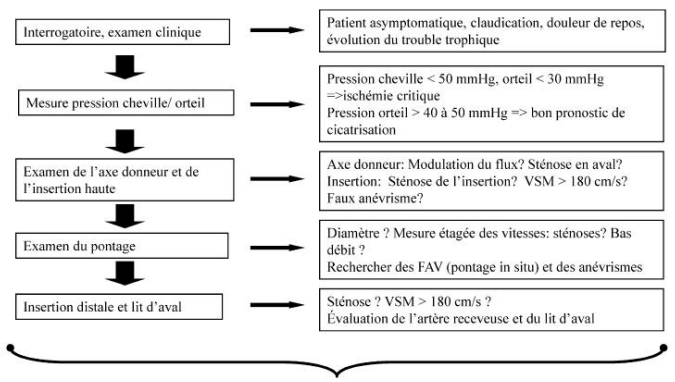 Interrogatoire, examen clinique
Patient asymptomatique, claudication, douleur de repos,
évolution du trouble trophique
Mesure pression cheville/ orteil
Pression cheville < 50 mmHg, orteil < 30 mmHg
=>ischémie critique
Pression orteil > 40 à 50 mmHg => bon pronostic de
cicatrisation
Examen de l’axe donneur et de
l’insertion haute
Axe donneur: Modulation du flux? Sténose en aval?
Insertion: Sténose de l’insertion? VSM > 180 cm/s?
Faux anévrisme?
Examen du pontage
Diamètre ? Mesure étagée des vitesses: sténoses? Bas
débit ?
Rechercher des FAV (pontage in situ) et des anévrismes
Insertion distale et lit d’aval
Sténose ? VSM > 180 cm/s ?
Évaluation de l’artère receveuse et du lit d’aval